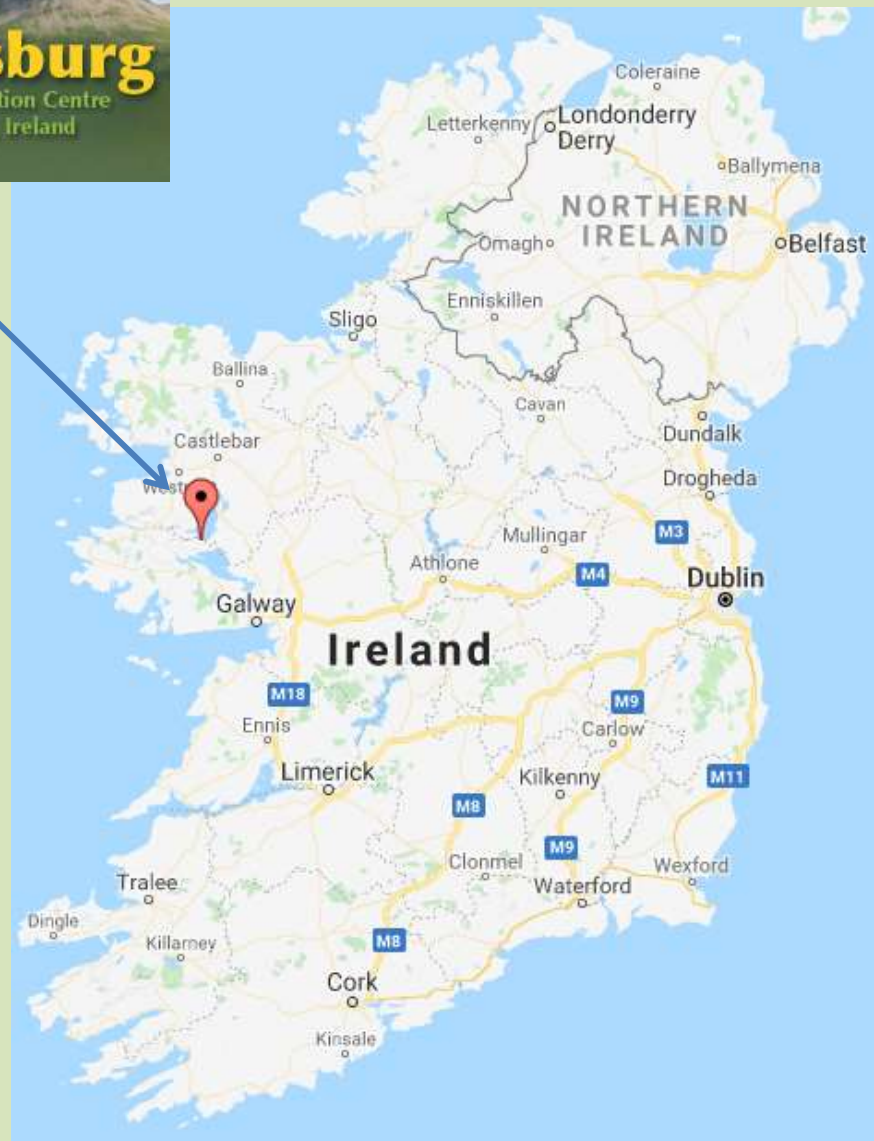 sburg
tion Centre
Ireland
Coleraine
Letterkenny
Londonderry
Derry
Ballymena
NORTHERN
IRELAND
Omagh
Belfast
Enniskillen
Sligo
Ballina
Cavan
Dundalk
Castlebar
Drogheda
West
M3
Mullingar
Athlone
M4
Dublin
Galway
Ireland
M18
M9
Ennis
Carlow
Limerick
Kilkenny
M11
M8
M9
Clonmel
Wexford
Tralee
Waterford
Dingle
Killarney
M8
Cork
Kinsale